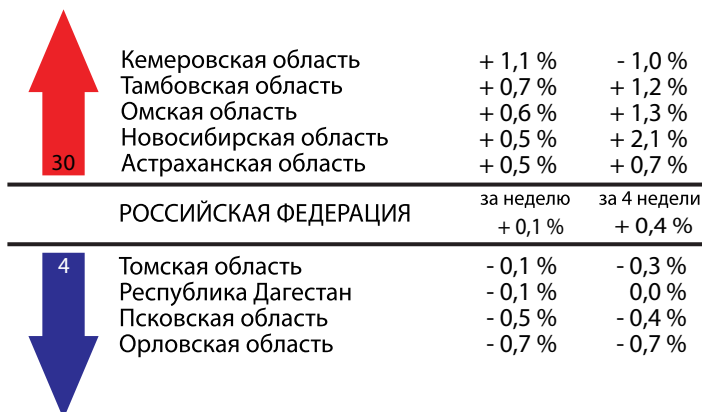 Кемеровская область + 1,1 % - 1,0 %
Тамбовская область + 0,7 % + 1,2 %
Омская область + 0,6 % + 1,3 %
Новосибирская область + 0,5 % + 2,1 %
30 Астраханская область + 0,5 % + 0,7 %
за неделю за 4 недели
РОССИЙСКАЯ ФЕДЕРАЦИЯ + 0,1 % + 0,4 %
4 Томская область - 0,1 % - 0,3 %
Республика Дагестан - 0,1 % 0,0 %
Псковская область - 0,5 % - 0,4 %
Орловская область - 0,7 % - 0,7 %